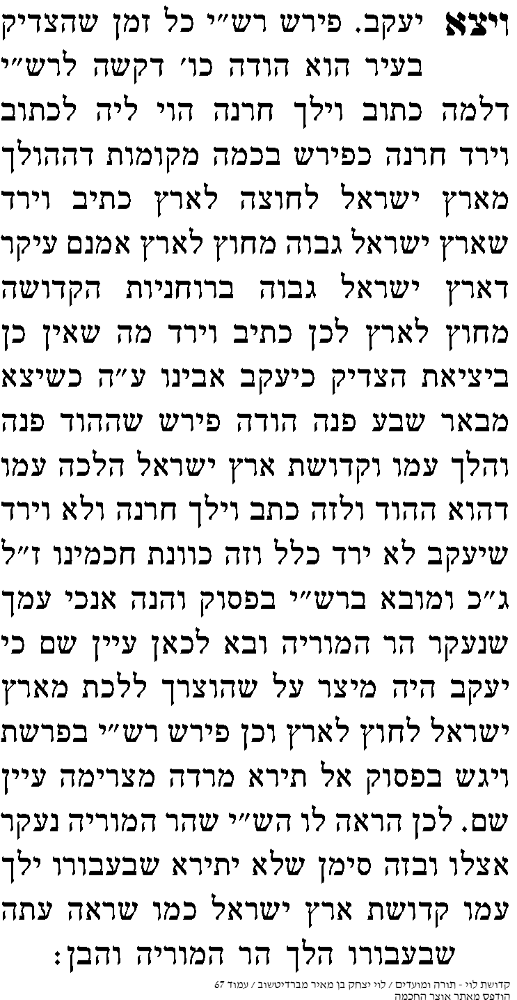 ויצא יעקב. פירש רש״י כל זמן שהצדיק
בעיר הוא הודה כו׳ דקשה לרש״י
דלמה כתוב וילך חרנה הוי ליה לכתוב
וירד חרנה כפירש בכמה מקומות דההולך
מארץ ישראל לחוצה לארץ כתיב וירד
שארץ ישראל גבוה מחוץ לארץ אמנם עיקר
דארץ ישראל גבוה ברוחניות הקדושה
מחוץ לארץ לכן כתיב וירד מה שאין כן
ביציאת הצדיק כיעקב אבינו ע״ה כשיצא
מבאר שבע פנה הודה פירש שההוד פנה
והלך עמו וקדושת ארץ ישראל הלכה עמו
דהוא ההוד ולזה כתב וילך חרנה ולא וירד
שיעקב לא ירד כלל וזה כוונת חכמינו ז״ל
ג״כ ומובא ברש״י בפסוק והנה אנכי עמך
שנעקר הר המוריה ובא לכאן עיין שם כי
יעקב היה מיצר על שהוצרך ללכת מארץ
ישראל לחוץ לארץ וכן פירש רש״י בפרשת
ויגש בפסוק אל תירא מרדה מצרימה עיין
שם. לכן הראה לו הש״י שהר המוריה נעקר
אצלו ובזה סימן שלא יתירא שבעבורו ילך
עמו קדושת ארץ ישראל כמו שראה עתה
שבעבורו הלך הר המוריה והבן:
קדושת לוי - תורה ומועדים / לוי יצחק בן מאיר מברדיטשוב / עמוד 67
הודפס מאתר אוצר החכמה